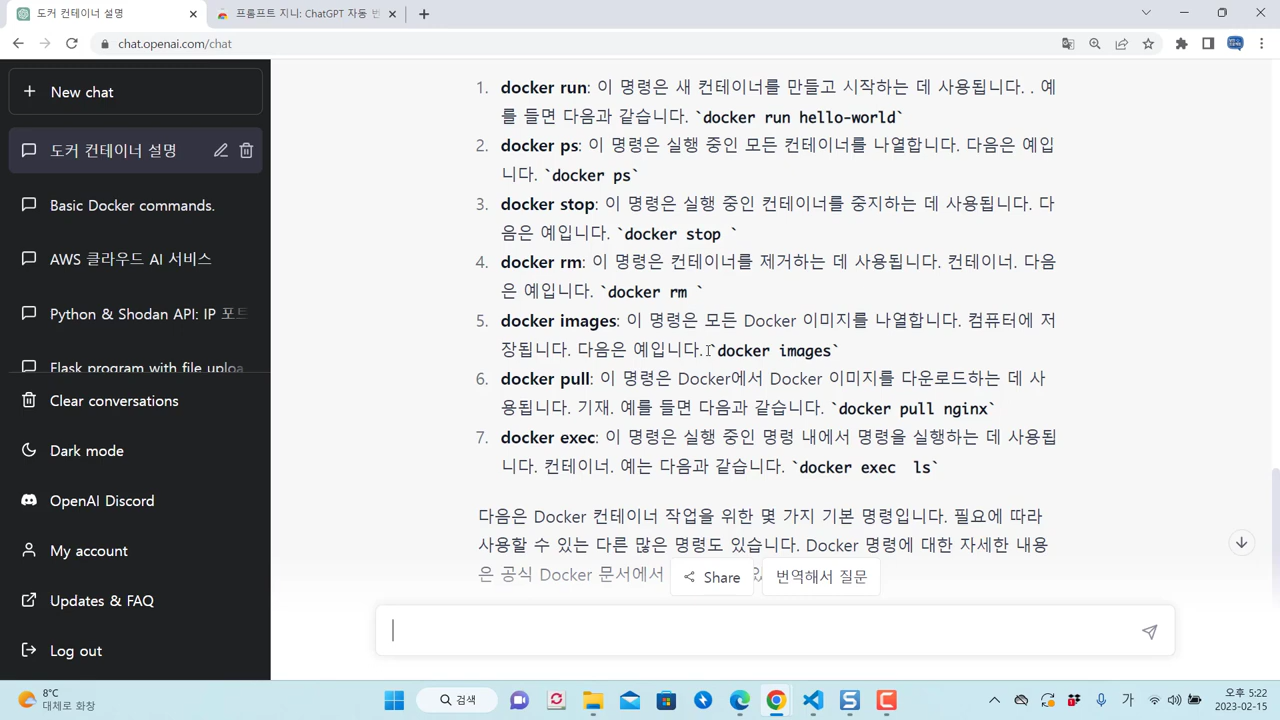 도커 컨테이너 설명
프롬프트 지니: ChatGPT 자동 번
chat.openai.com/chat
New chat
도커 컨테이너 설명
Basic Docker commands.
AWS 클라우드 AI 서비스
Python & Shodan API: IP 포트
Flask program with file uploa
Clear conversations
Dark mode
OpenAI Discord
My account
Updates & FAQ
Log out
1. docker run: 이 명령은 새 컨테이너를 만들고 시작하는 데 사용됩니다. . 예
를 들면 다음과 같습니다. `docker run hello-world`
2. docker ps: 이 명령은 실행 중인 모든 컨테이너를 나열합니다. 다음은 예입
니다. `docker ps`
3. docker stop: 이 명령은 실행 중인 컨테이너를 중지하는 데 사용됩니다. 다
음은 예입니다. `docker stop `
4. docker rm: 이 명령은 컨테이너를 제거하는 데 사용됩니다. 컨테이너. 다음
은 예입니다. `docker rm `
5. docker images: 이 명령은 모든 Docker 이미지를 나열합니다. 컴퓨터에 저
장됩니다. 다음은 예입니다. `docker images`
6. docker pull: 이 명령은 Docker에서 Docker 이미지를 다운로드하는 데 사
용됩니다. 기재. 예를 들면 다음과 같습니다. `docker pull nginx`
7. docker exec: 이 명령은 실행 중인 명령 내에서 명령을 실행하는 데 사용됩
니다. 컨테이너. 예는 다음과 같습니다. `docker exec  ls`
다음은 Docker 컨테이너 작업을 위한 몇 가지 기본 명령입니다. 필요에 따라
사용할 수 있는 다른 많은 명령도 있습니다. Docker 명령에 대한 자세한 내용
은 공식 Docker 문서에서
Share
번역해서 질문
8°C
대체로 화창
검색
가
오후 5:22
2023-02-15